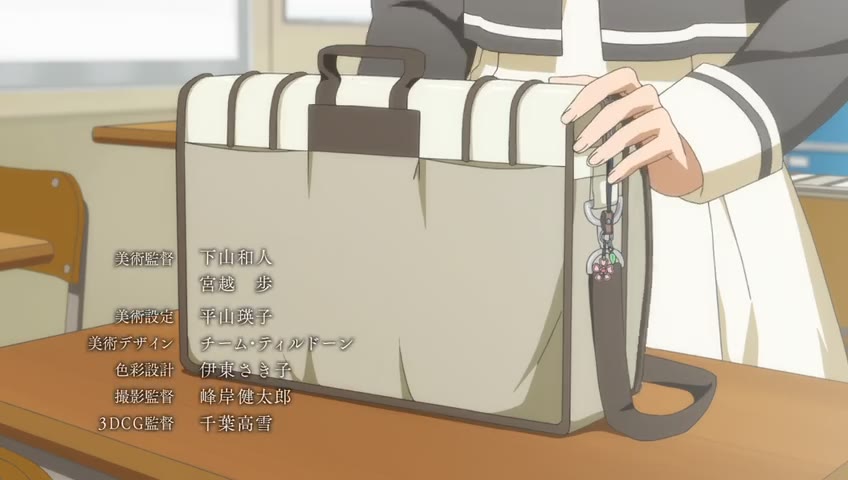 美術監督 下山和人
宮越 歩
美術設定 平山瑛子
美術デザイン チーム・ティルドーン
色彩設計 伊東さき子
撮影監督 峰岸健太郎
3DCG監督 千葉高雪